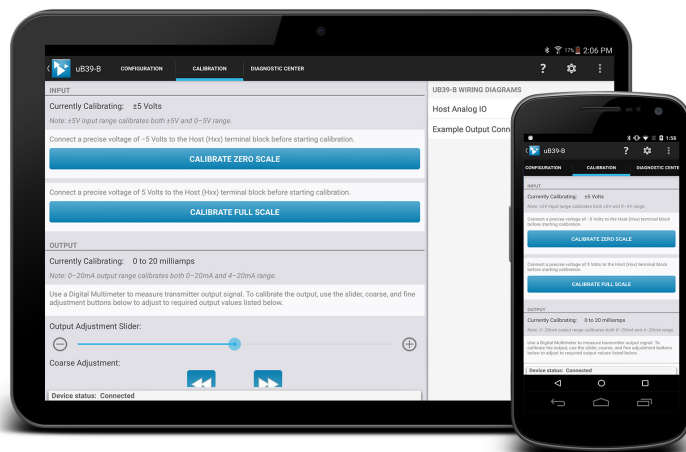 17% 2:06 PM
uB39-B CONFIGURATION CALIBRATION DIAGNOSTIC CENTER ?
INPUT
Currently Calibrating: ±5 Volts
Note: ±5V input range calibrates both ±5V and 0–5V range.
Connect a precise voltage of –5 Volts to the Host (Hxx) terminal block before starting calibration.
CALIBRATE ZERO SCALE
Connect a precise voltage of 5 Volts to the Host (Hxx) terminal block before starting calibration.
CALIBRATE FULL SCALE
OUTPUT
Currently Calibrating: 0 to 20 milliamps
Note: 0–20mA output range calibrates both 0–20mA and 4–20mA range.
Use a Digital Multimeter to measure transmitter output signal. To calibrate the output, use the slider, coarse, and fine
adjustment buttons below to adjust to required output values listed below.
Output Adjustment Slider:
Coarse Adjustment:
Device status: Connected
UB39-B WIRING DIAGRAMS
Host Analog IO
Example Output Conn
1:58
uB39-B ?
CONFIGURATION CALIBRATION DIAGNOSTIC CENTE
INPUT
Currently Calibrating: ±5 Volts
Note: ±5V input range calibrates both ±5V and 0–5V range.
Connect a precise voltage of -5 Volts to the Host (Hxx) terminal block
before starting calibration.
CALIBRATE ZERO SCALE
Connect a precise voltage of 5 Volts to the Host (Hxx) terminal block
before starting calibration.
CALIBRATE FULL SCALE
OUTPUT
Currently Calibrating: 0 to 20 milliamps
Note: 0–20mA output range calibrates both 0–20mA and 4–20mA range.
Use a Digital Multimeter to measure transmitter output signal. To
calibrate the output, use the slider, coarse, and fine adjustment buttons
below to adjust to required output values listed below.
Device status: Connected